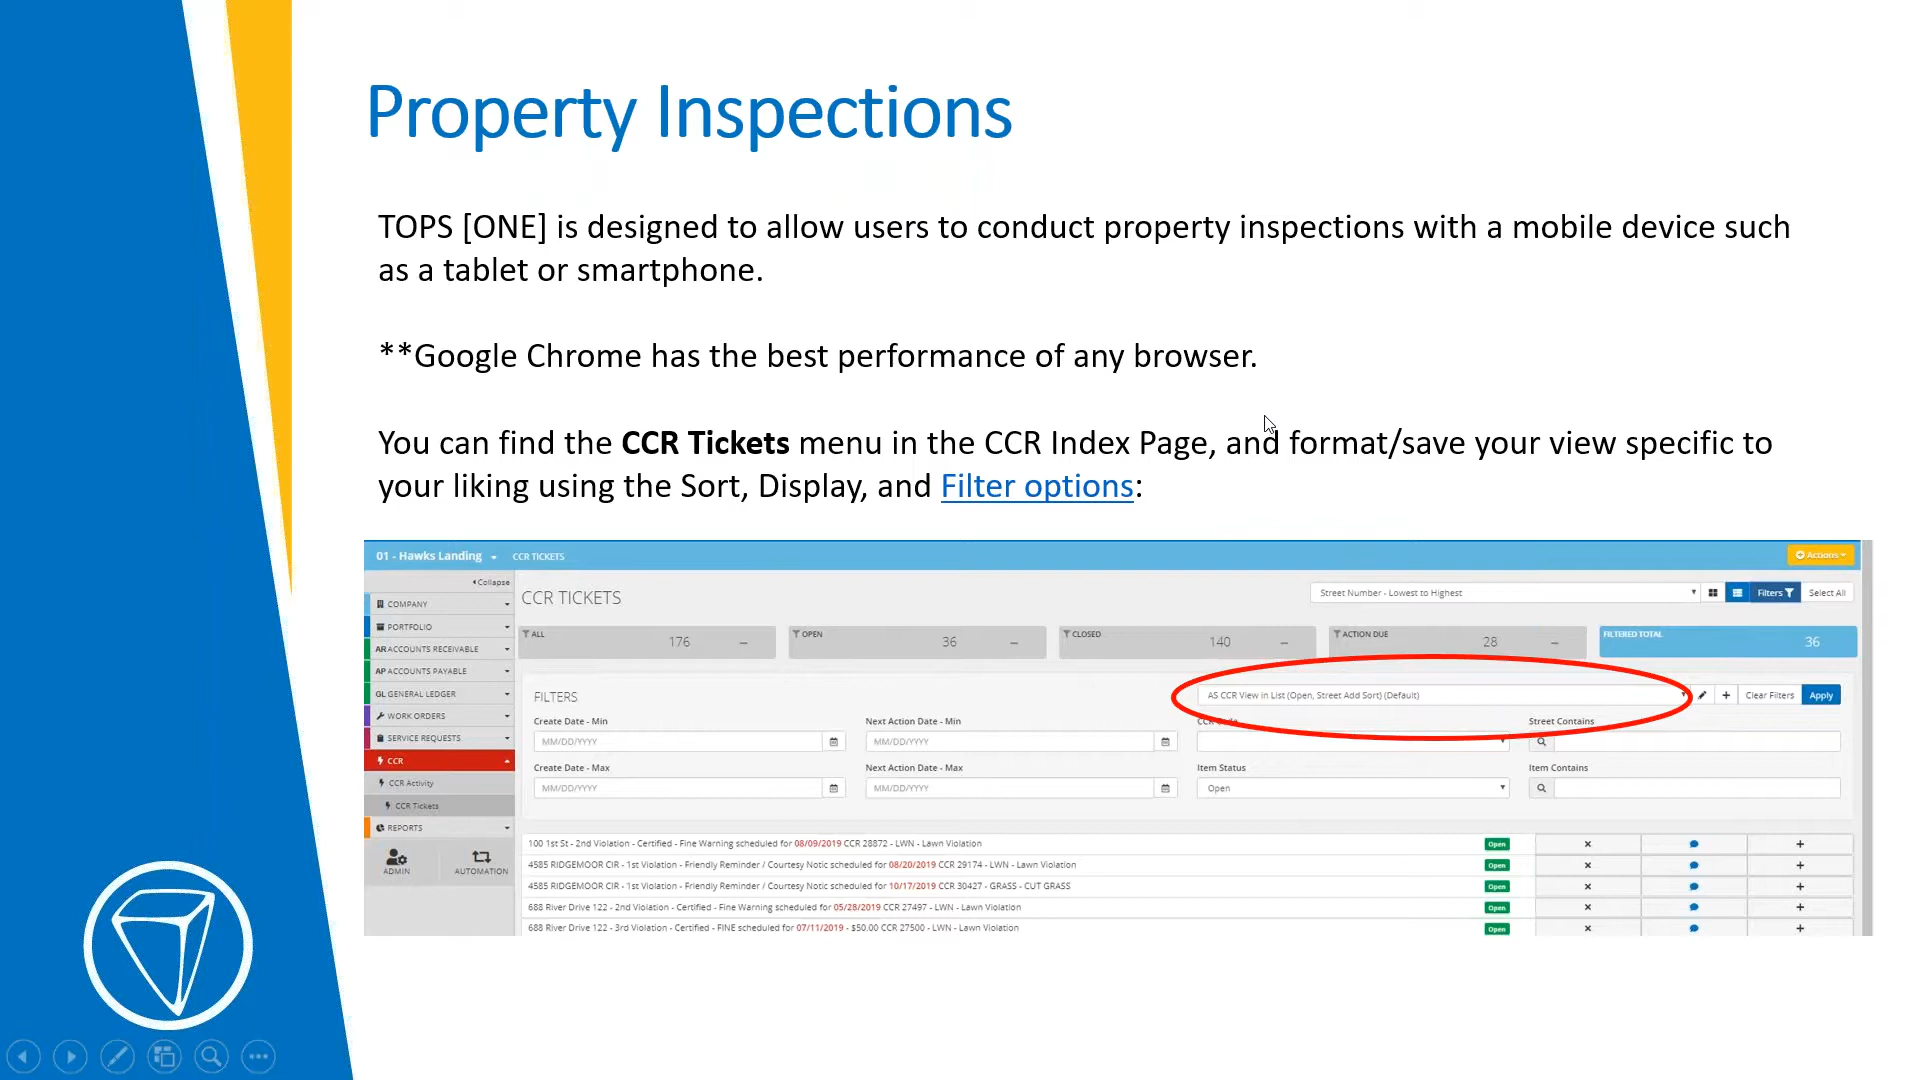 Property Inspections
TOPS [ONE] is designed to allow users to conduct property inspections with a mobile device such
as a tablet or smartphone.
**Google Chrome has the best performance of any browser.
You can find the CCR Tickets menu in the CCR Index Page, and format/save your view specific to
your liking using the Sort, Display, and Filter options:
01 - Hawks Landing CCR TICKETS Actions
Collapse
CCR TICKETS Street Number - Lowest to Highest Filters Select All
COMPANY
PORTFOLIO
AR ACCOUNTS RECEIVABLE
AP ACCOUNTS PAYABLE
GL GENERAL LEDGER
WORK ORDERS
SERVICE REQUESTS
CCR
CCR Activity
CCR Tickets
REPORTS
ADMIN AUTOMATION
ALL 176 – OPEN 36 – CLOSED 140 – ACTION DUE 28 – FILTERED TOTAL 36
FILTERS AS CCR View in List (Open, Street Add Sort) (Default) Clear Filters Apply
Create Date - Min Next Action Date - Min Street Contains
MM/DD/YYYY MM/DD/YYYY
Create Date - Max Next Action Date - Max Item Status Item Contains
MM/DD/YYYY MM/DD/YYYY Open
100 1st St - 2nd Violation - Certified - Fine Warning scheduled for 08/09/2019 CCR 28872 - LWN - Lawn Violation Open
4585 RIDGEMOOR CIR - 1st Violation - Friendly Reminder / Courtesy Notic scheduled for 08/20/2019 CCR 29174 - LWN - Lawn Violation Open
4585 RIDGEMOOR CIR - 1st Violation - Friendly Reminder / Courtesy Notic scheduled for 10/17/2019 CCR 30427 - GRASS - CUT GRASS Open
688 River Drive 122 - 2nd Violation - Certified - Fine Warning scheduled for 05/28/2019 CCR 27497 - LWN - Lawn Violation Open
688 River Drive 122 - 3rd Violation - Certified - FINE scheduled for 07/11/2019 - $50.00 CCR 27500 - LWN - Lawn Violation Open